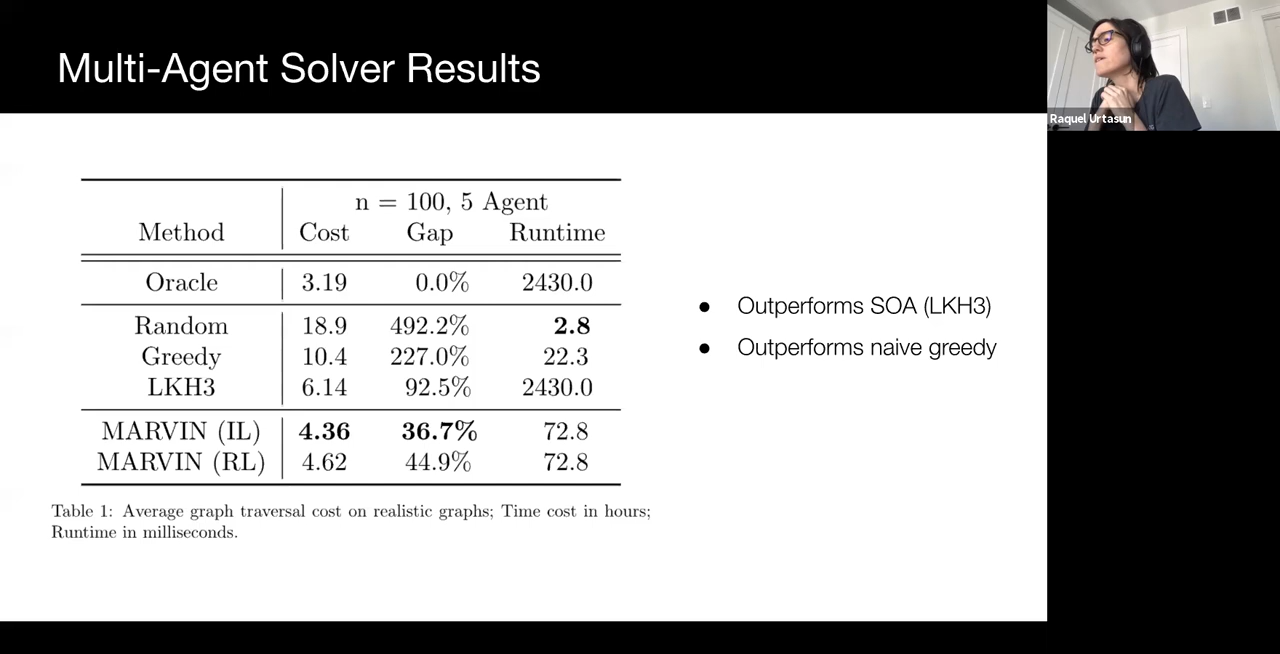 Multi-Agent Solver Results
Raquel Urtasun
n = 100, 5 Agent
Method Cost Gap Runtime
Oracle 3.19 0.0% 2430.0
Random 18.9 492.2% 2.8
Greedy 10.4 227.0% 22.3
LKH3 6.14 92.5% 2430.0
MARVIN (IL) 4.36 36.7% 72.8
MARVIN (RL) 4.62 44.9% 72.8
Table 1: Average graph traversal cost on realistic graphs; Time cost in hours;
Runtime in milliseconds.
● Outperforms SOA (LKH3)
● Outperforms naive greedy